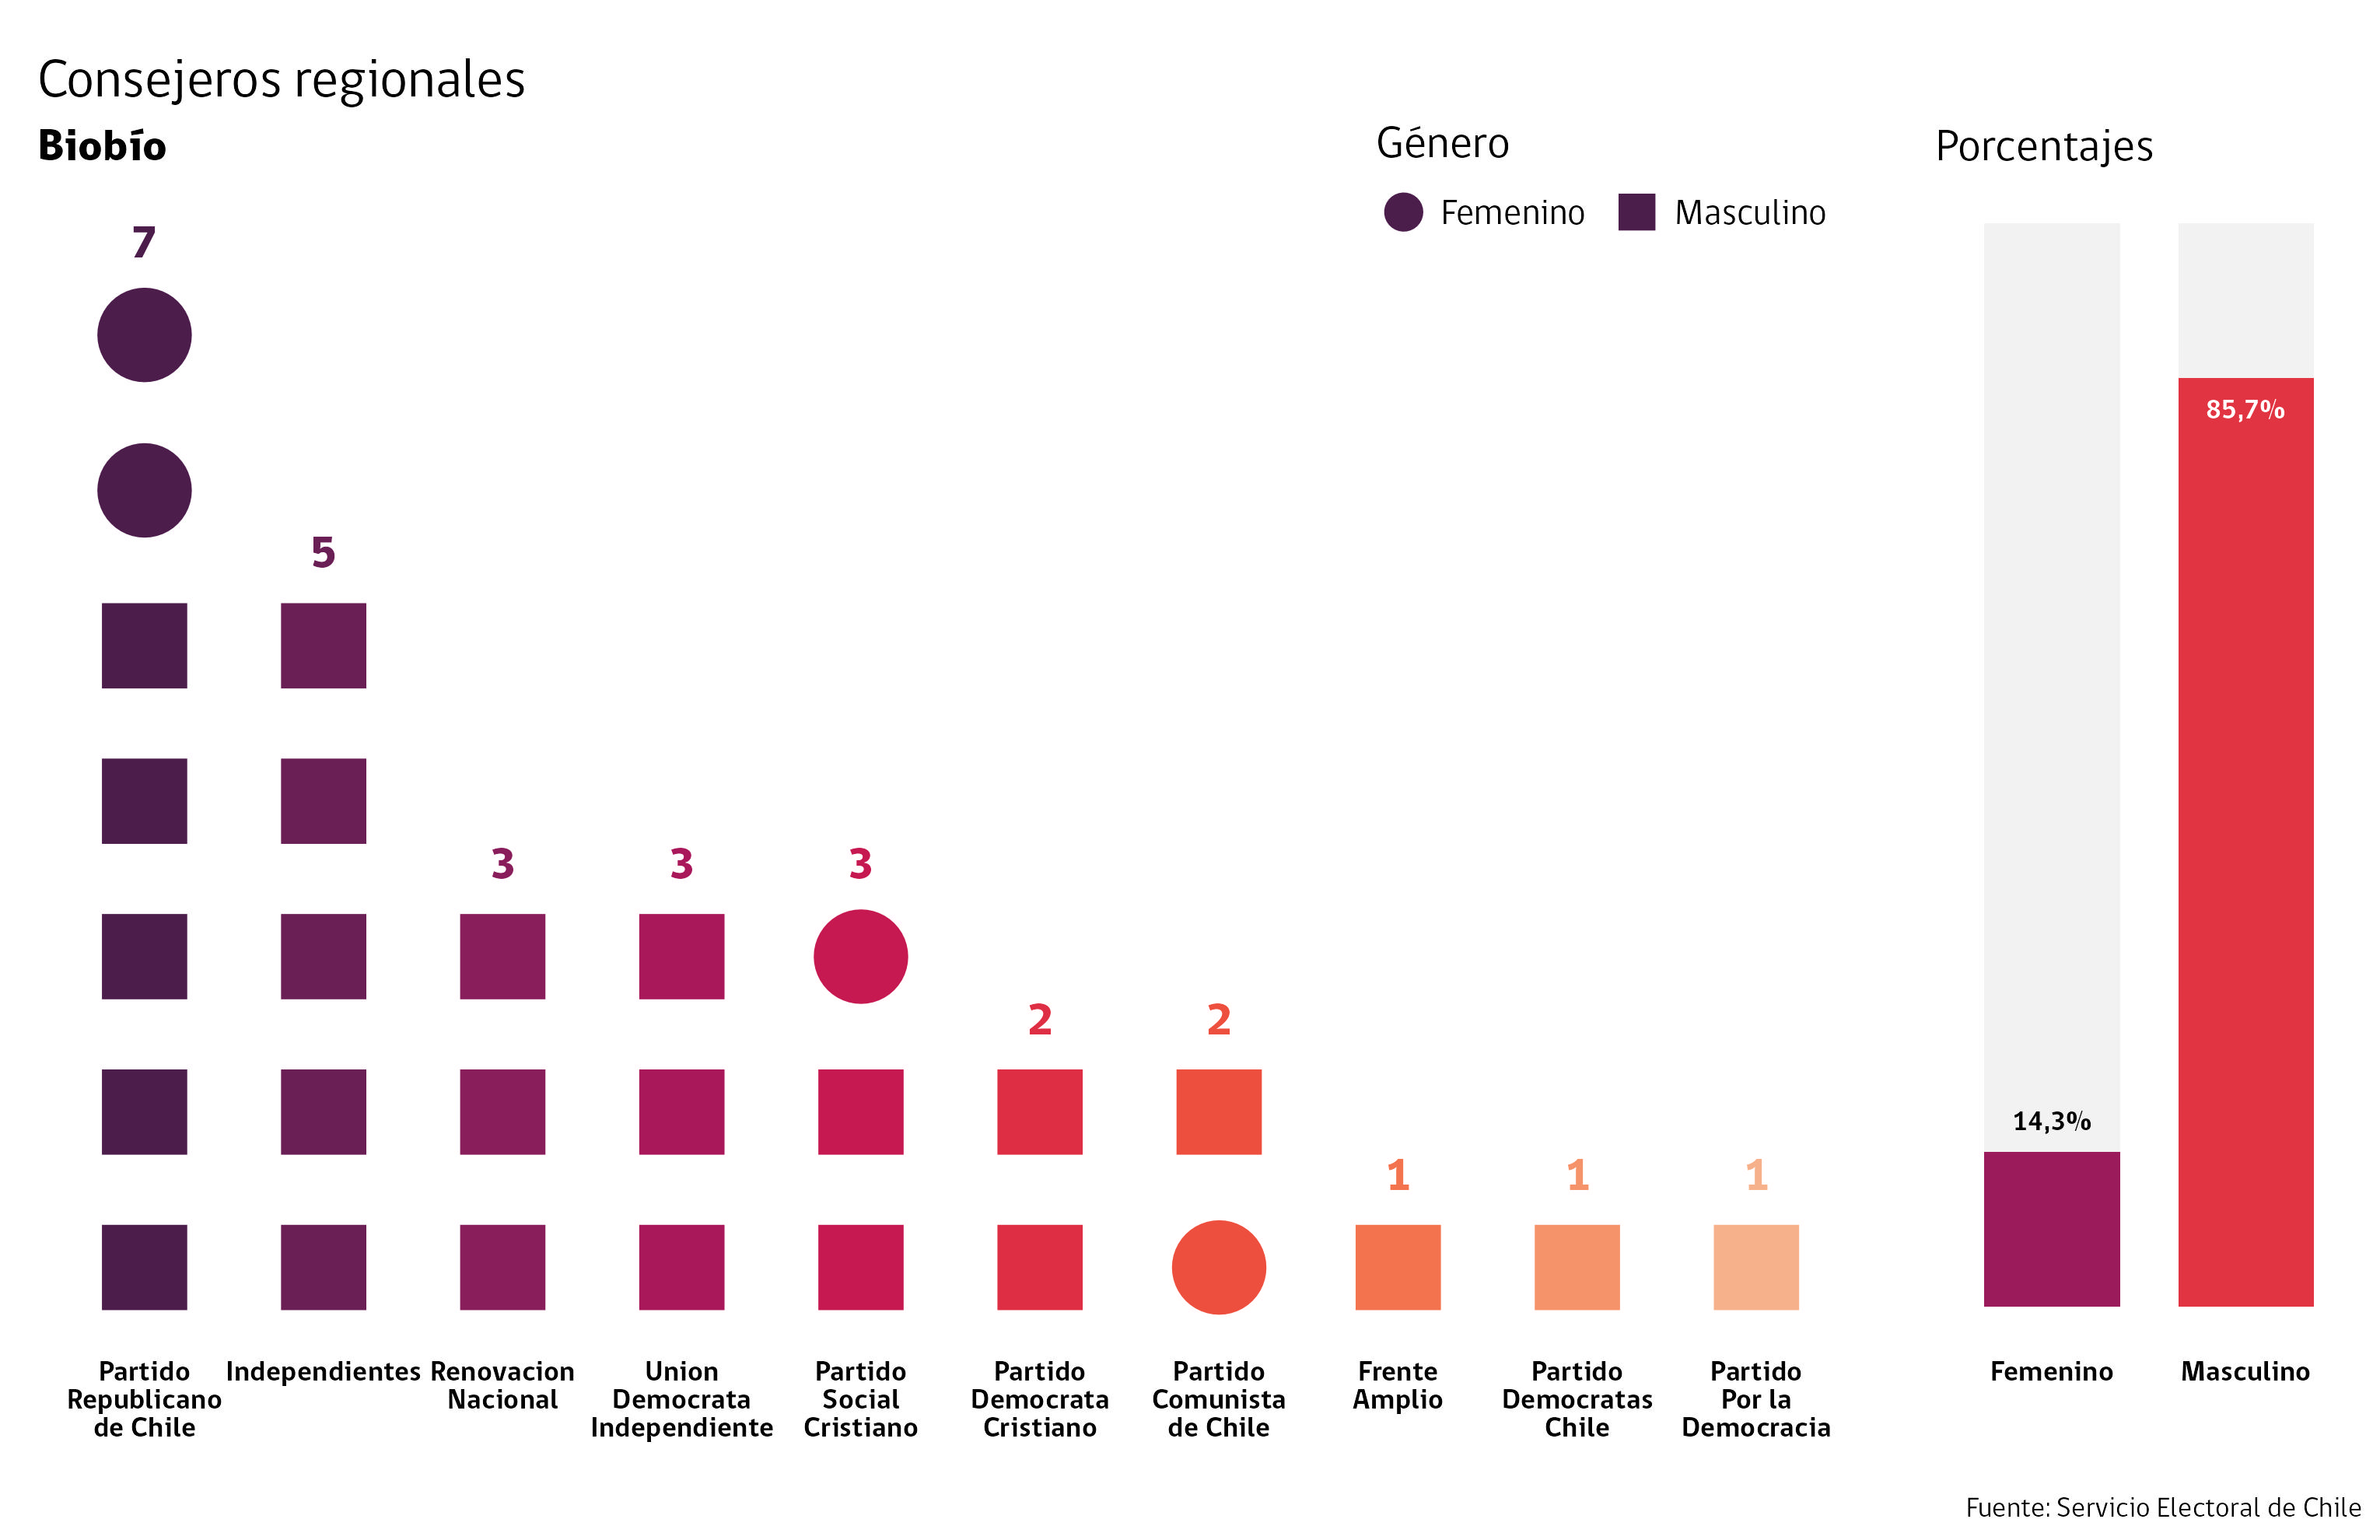 Consejeros regionales
Biobío
Género
Femenino
Masculino
Porcentajes
7
5
3
3
3
2
2
1
1
1
85,7%
14,3%
Partido
Republicano
de Chile
Independientes
Renovacion
Nacional
Union
Democrata
Independiente
Partido
Social
Cristiano
Partido
Democrata
Cristiano
Partido
Comunista
de Chile
Frente
Amplio
Partido
Democratas
Chile
Partido
Por la
Democracia
Femenino
Masculino
Fuente: Servicio Electoral de Chile